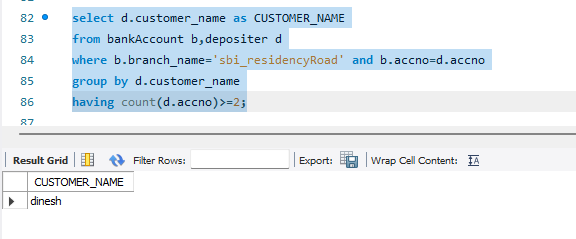 82 select d.customer_name as CUSTOMER_NAME
83 from bankAccount b,depositer d
84 where b.branch_name='sbi_residencyRoad' and b.accno=d.accno
85 group by d.customer_name
86 having count(d.accno)>=2;
87
Result Grid Filter Rows: Export: Wrap Cell Content:
CUSTOMER_NAME
dinesh